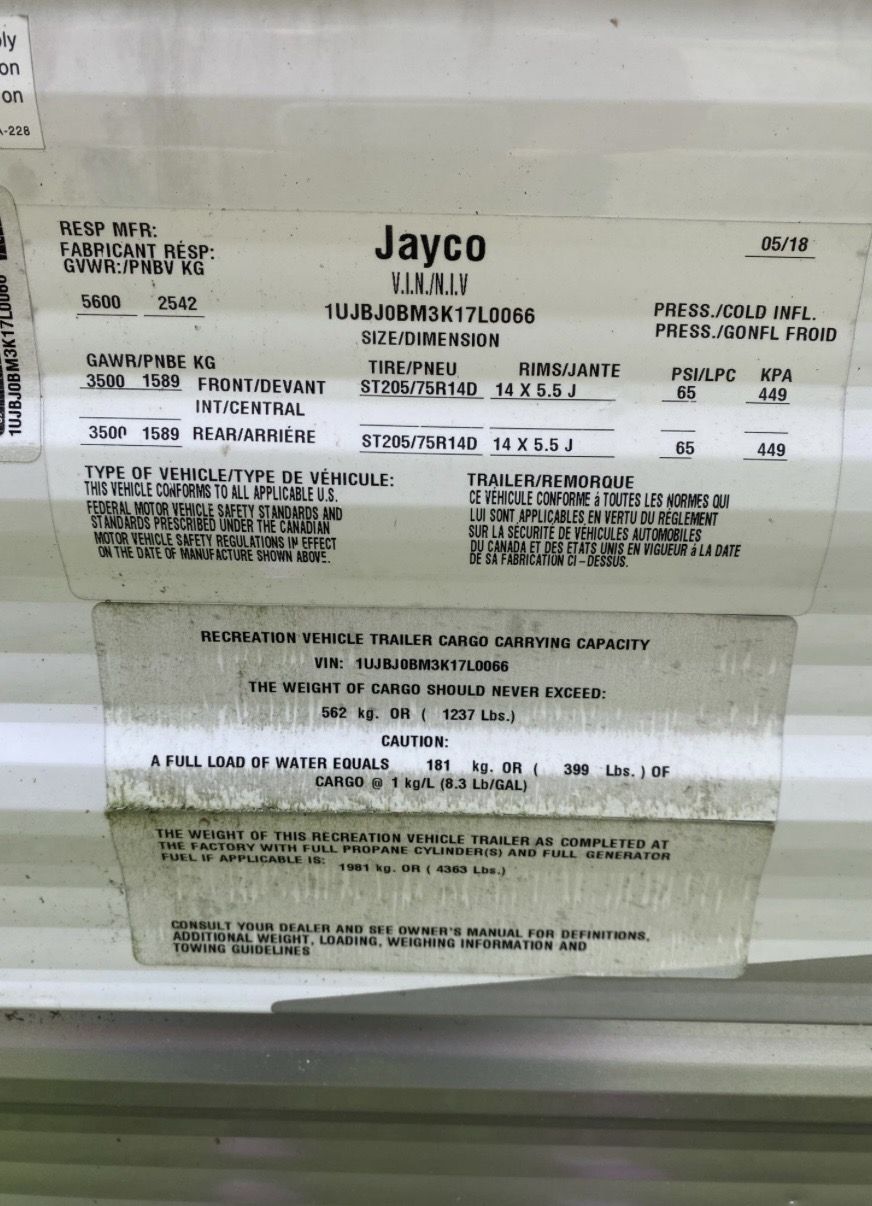 ly
on
on
-228
RESP MFR:
FABRICANT RÉSP:
GVWR:/PNBV KG
Jayco
05/18
V.I.N./N.I.V
5600 2542
1UJBJ0BM3K17L0066
PRESS./COLD INFL.
PRESS./GONFL FROID
SIZE/DIMENSION
GAWR/PNBE KG
TIRE/PNEU RIMS/JANTE PSI/LPC KPA
3500 1589 FRONT/DEVANT ST205/75R14D 14 X 5.5 J 65 449
INT/CENTRAL
3500 1589 REAR/ARRIÉRE ST205/75R14D 14 X 5.5 J 65 449
TYPE OF VEHICLE/TYPE DE VÉHICULE: TRAILER/REMORQUE
THIS VEHICLE CONFORMS TO ALL APPLICABLE U.S.
FEDERAL MOTOR VEHICLE SAFETY STANDARDS AND
STANDARDS PRESCRIBED UNDER THE CANADIAN
MOTOR VEHICLE SAFETY REGULATIONS IN EFFECT
ON THE DATE OF MANUFACTURE SHOWN ABOVE.
CE VÉHICULE CONFORME á TOUTES LES NORMES QUI
LUI SONT APPLICABLES EN VERTU DU RÉGLEMENT
SUR LA SÉCURITÉ DE VÉHICULES AUTOMOBILES
DU CANADA ET DES ETATS UNIS EN VIGUEUR á LA DATE
DE SA FABRICATION CI-DESSUS.
1UJBJ0BM3K17L0066
RECREATION VEHICLE TRAILER CARGO CARRYING CAPACITY
VIN: 1UJBJ0BM3K17L0066
THE WEIGHT OF CARGO SHOULD NEVER EXCEED:
562 kg. OR ( 1237 Lbs.)
CAUTION:
A FULL LOAD OF WATER EQUALS 181 kg. OR ( 399 Lbs. ) OF
CARGO @ 1 kg/L (8.3 Lb/GAL)
THE WEIGHT OF THIS RECREATION VEHICLE TRAILER AS COMPLETED AT
THE FACTORY WITH FULL PROPANE CYLINDER(S) AND FULL GENERATOR
FUEL IF APPLICABLE IS:
1981 kg. OR ( 4363 Lbs.)
CONSULT YOUR DEALER AND SEE OWNER'S MANUAL FOR DEFINITIONS,
ADDITIONAL WEIGHT, LOADING, WEIGHING INFORMATION AND
TOWING GUIDELINES